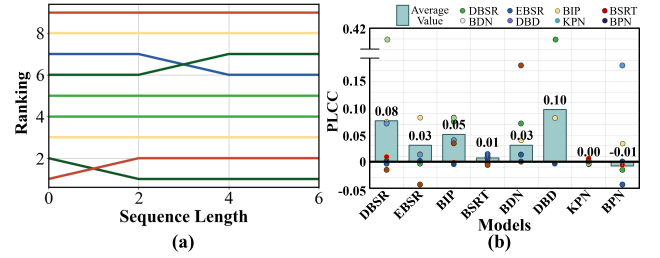 8
6
4
2
0
2
4
6
Ranking
Sequence Length
(a)
Average
Value
DBSR
EBSR
BIP
BSRT
BDN
DBD
KPN
BPN
0.42
0.15
0.10
0.05
0
-0.05
PLCC
0.08
0.03
0.05
0.01
0.03
0.10
0.00
-0.01
DBSR
EBSR
BIP
BSRT
BDN
DBD
KPN
BPN
Models
(b)